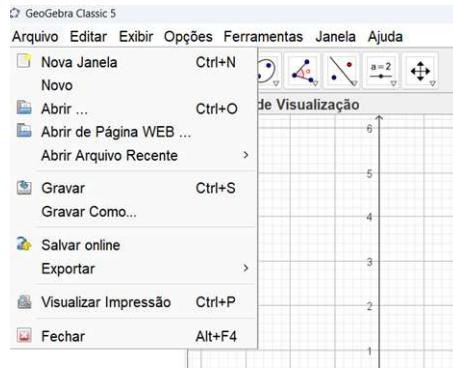 GeoGebra Classic 5
Arquivo Editar Exibir Opções Ferramentas Janela Ajuda
Nova Janela Ctrl+N
Novo
Abrir ... Ctrl+O
Abrir de Página WEB ...
Abrir Arquivo Recente >
Gravar Ctrl+S
Gravar Como...
Salvar online
Exportar >
Visualizar Impressão Ctrl+P
Fechar Alt+F4
a=2
de Visualização
6
5
4
3
2
1